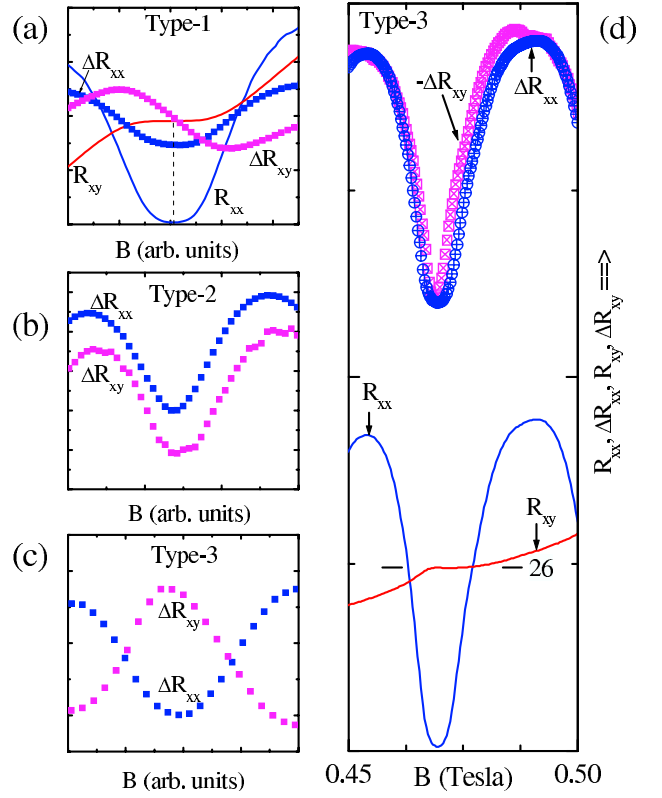 (a)
Type-1
ΔRxx
Rxy
Rxx
ΔRxy
B (arb. units)
(b)
Type-2
ΔRxx
ΔRxy
B (arb. units)
(c)
Type-3
ΔRxy
ΔRxx
B (arb. units)
(d)
Type-3
-ΔRxy
ΔRxx
Rxx
Rxy
26
0.45
B (Tesla)
0.50
Rxx, ΔRxx, Rxy, ΔRxy ==>